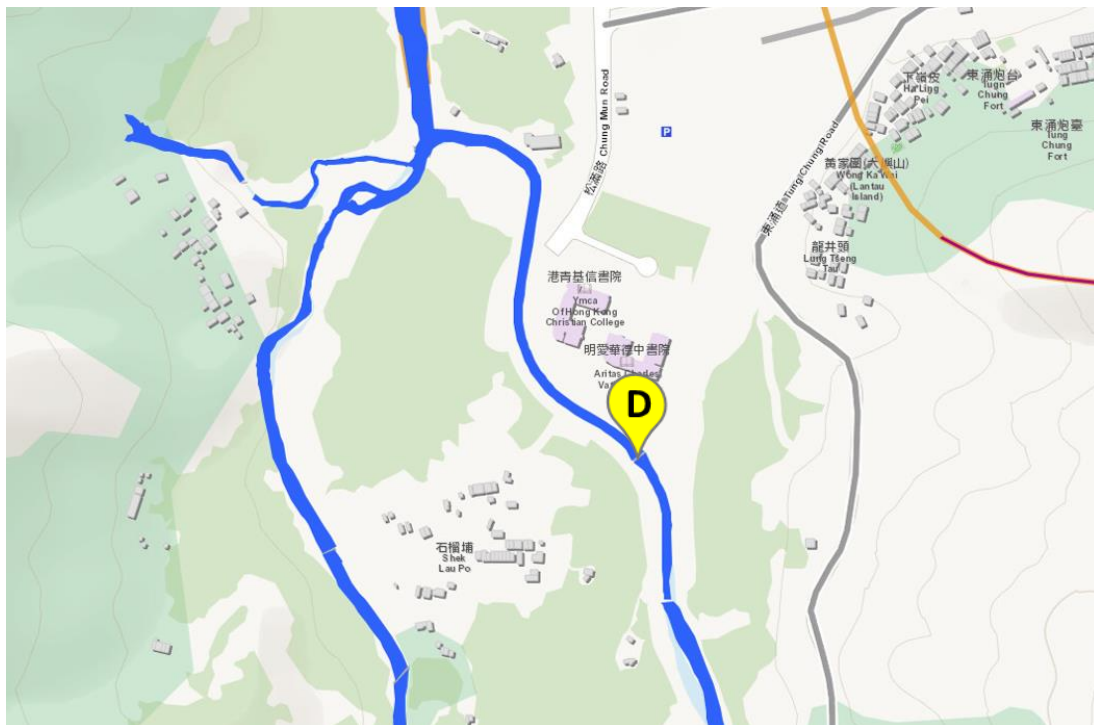 下嶺皮
Ha Ling
Pei
東涌炮台
Tugn
Chung
Fort
東涌炮臺
Tung
Chung
Fort
松滿路 Chung Mun Road
P
東涌道 Tung Chung Road
黃家圍(大嶼山)
Wong Ka Wai
(Lantau
Island)
龍井頭
Lung Tseng
Tau
港青基信書院
Ymca
Of Hong Kong
Christian College
明愛華德中書院
Aritas Charles
D
石榴埔
Shek
Lau Po